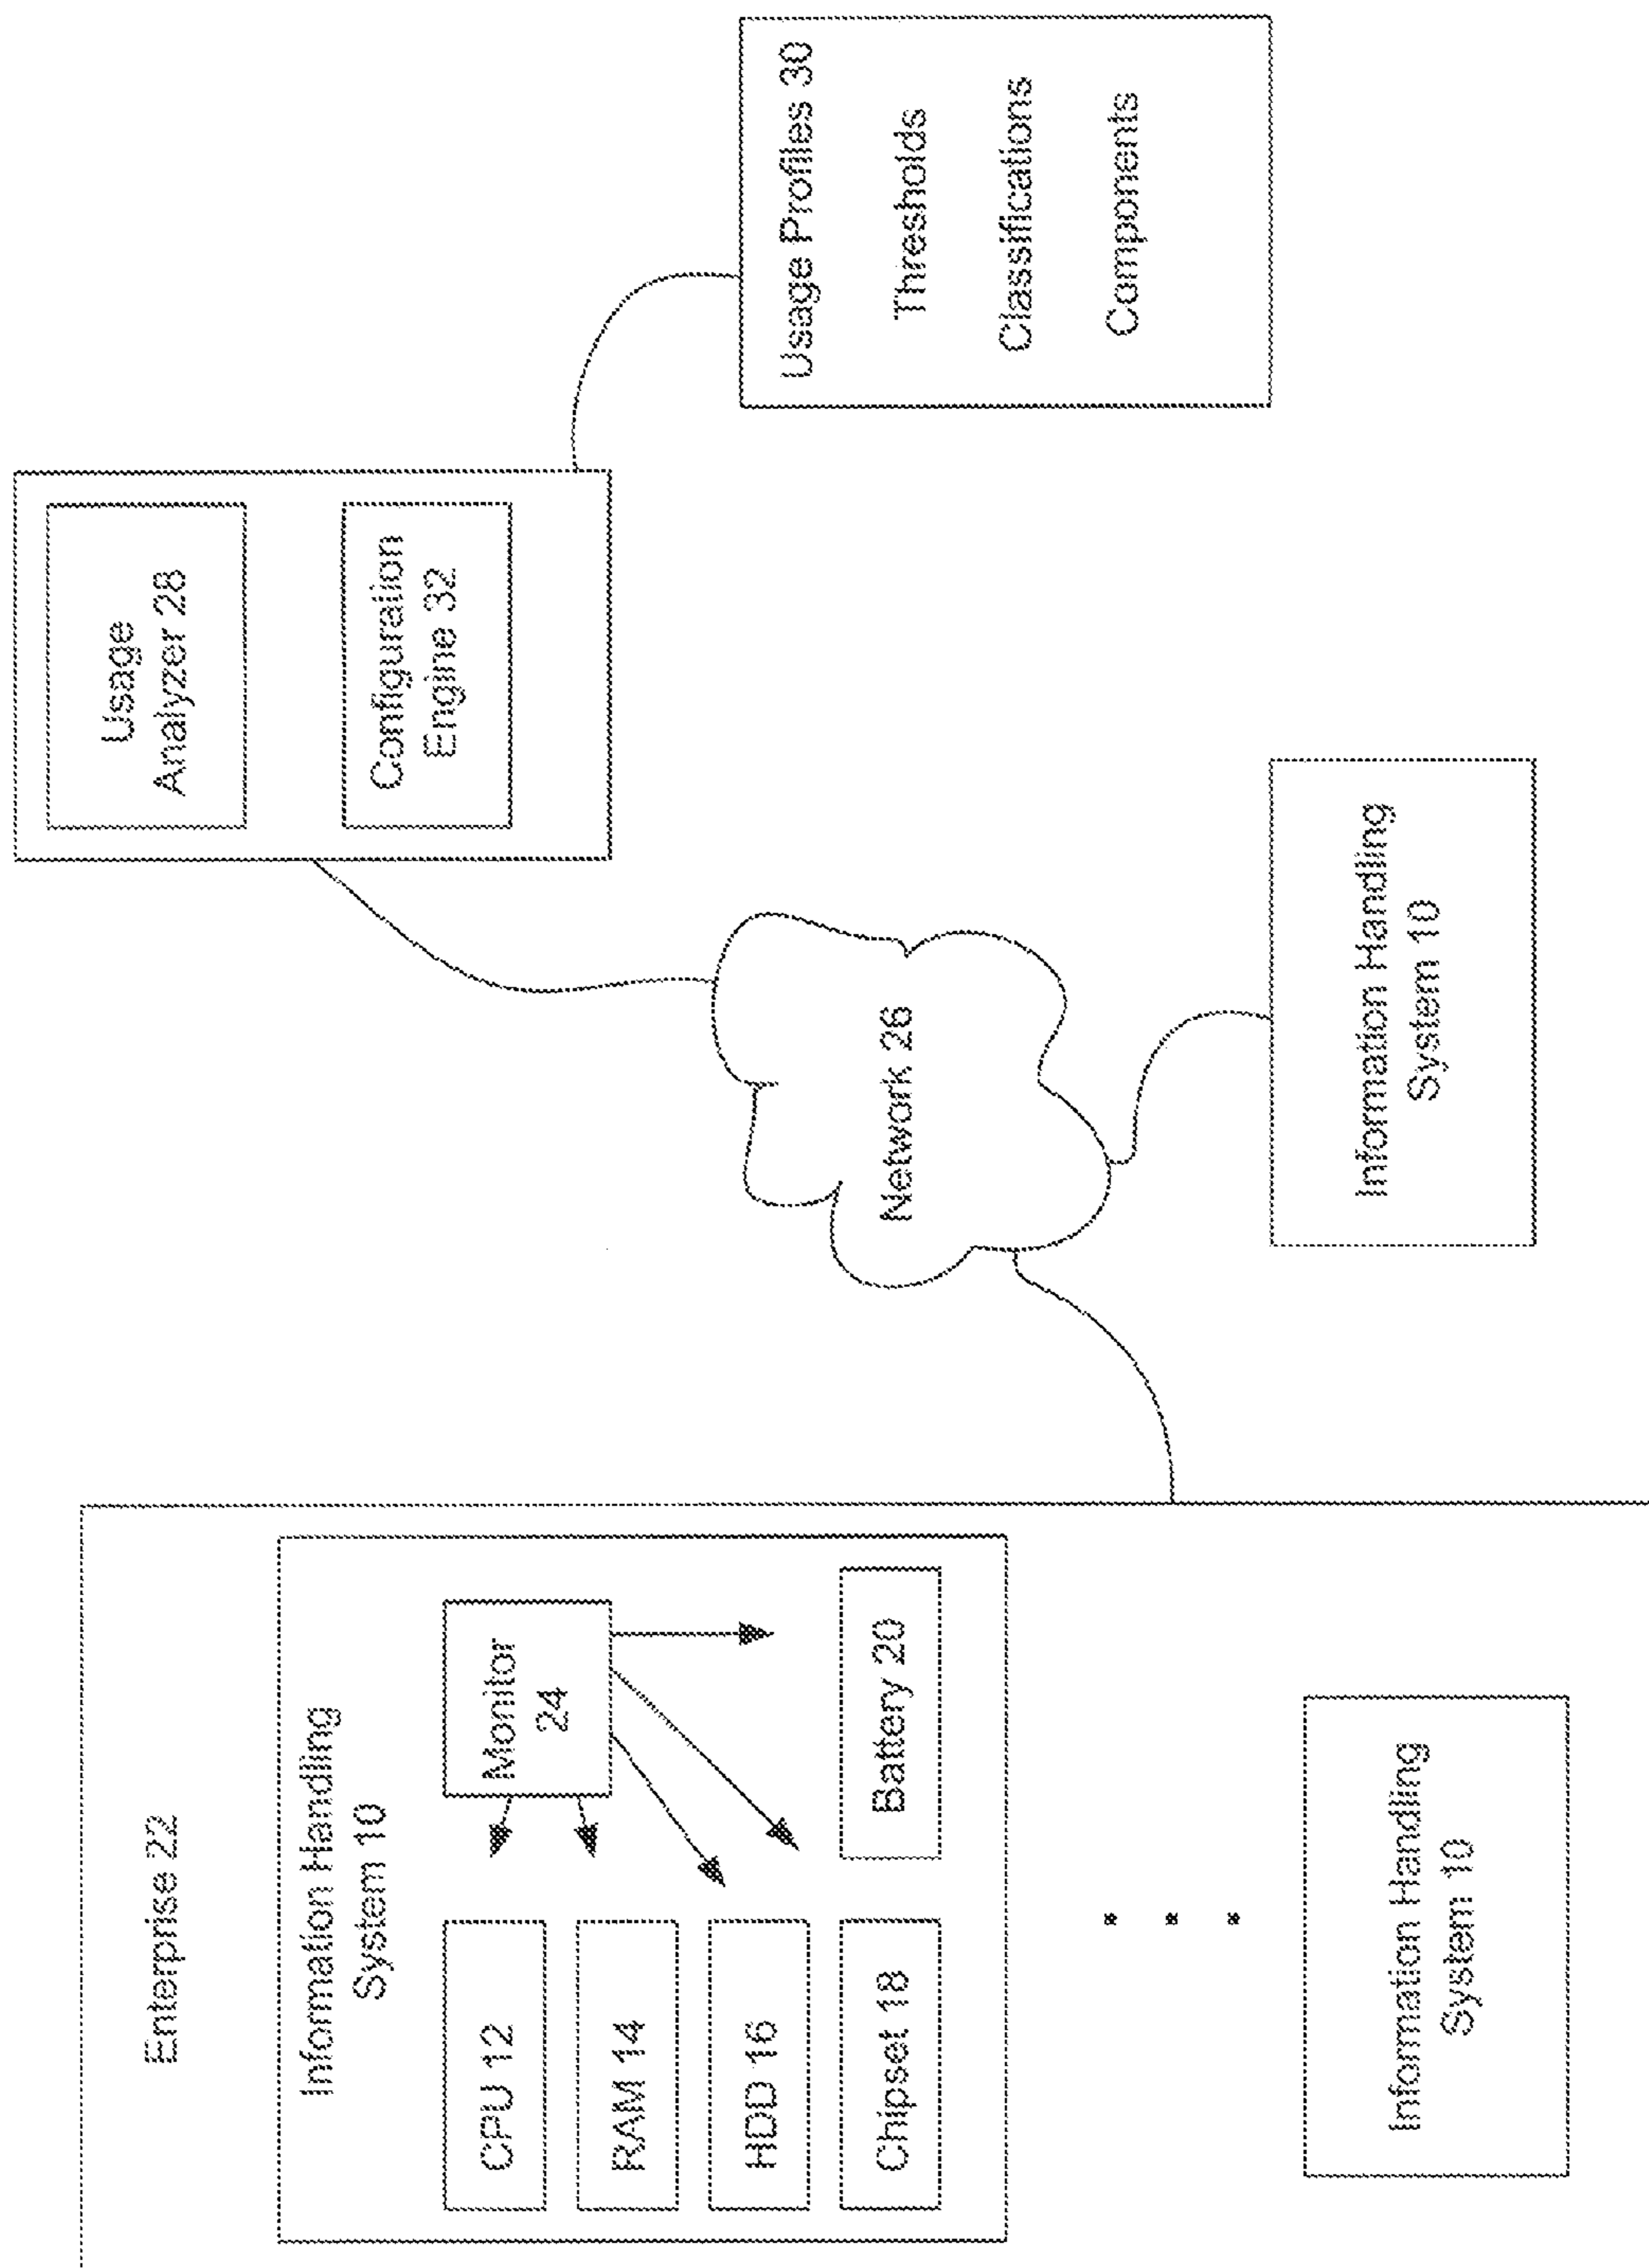 Enterprise 22
Information Handling
System 10
CPU 12
RAM 14
HDD 16
Chipset 18
Monitor
24
Battery 20
Information Handling
System 10
Network 26
Information Handling
System 10
Usage
Analyzer 28
Configuration
Engine 32
Usage Profiles 30
Thresholds
Classifications
Components